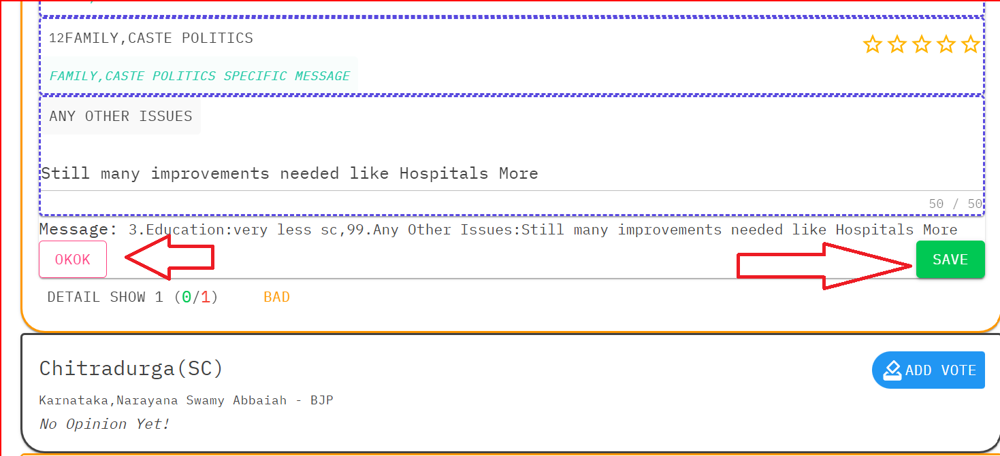 12FAMILY,CASTE POLITICS
FAMILY,CASTE POLITICS SPECIFIC MESSAGE
ANY OTHER ISSUES
Still many improvements needed like Hospitals More
50 / 50
Message: 3.Education:very less sc,99.Any Other Issues:Still many improvements needed like Hospitals More
OKOK
SAVE
DETAIL SHOW 1 (0/1) BAD
Chitradurga(SC)
ADD VOTE
Karnataka,Narayana Swamy Abbaiah - BJP
No Opinion Yet!